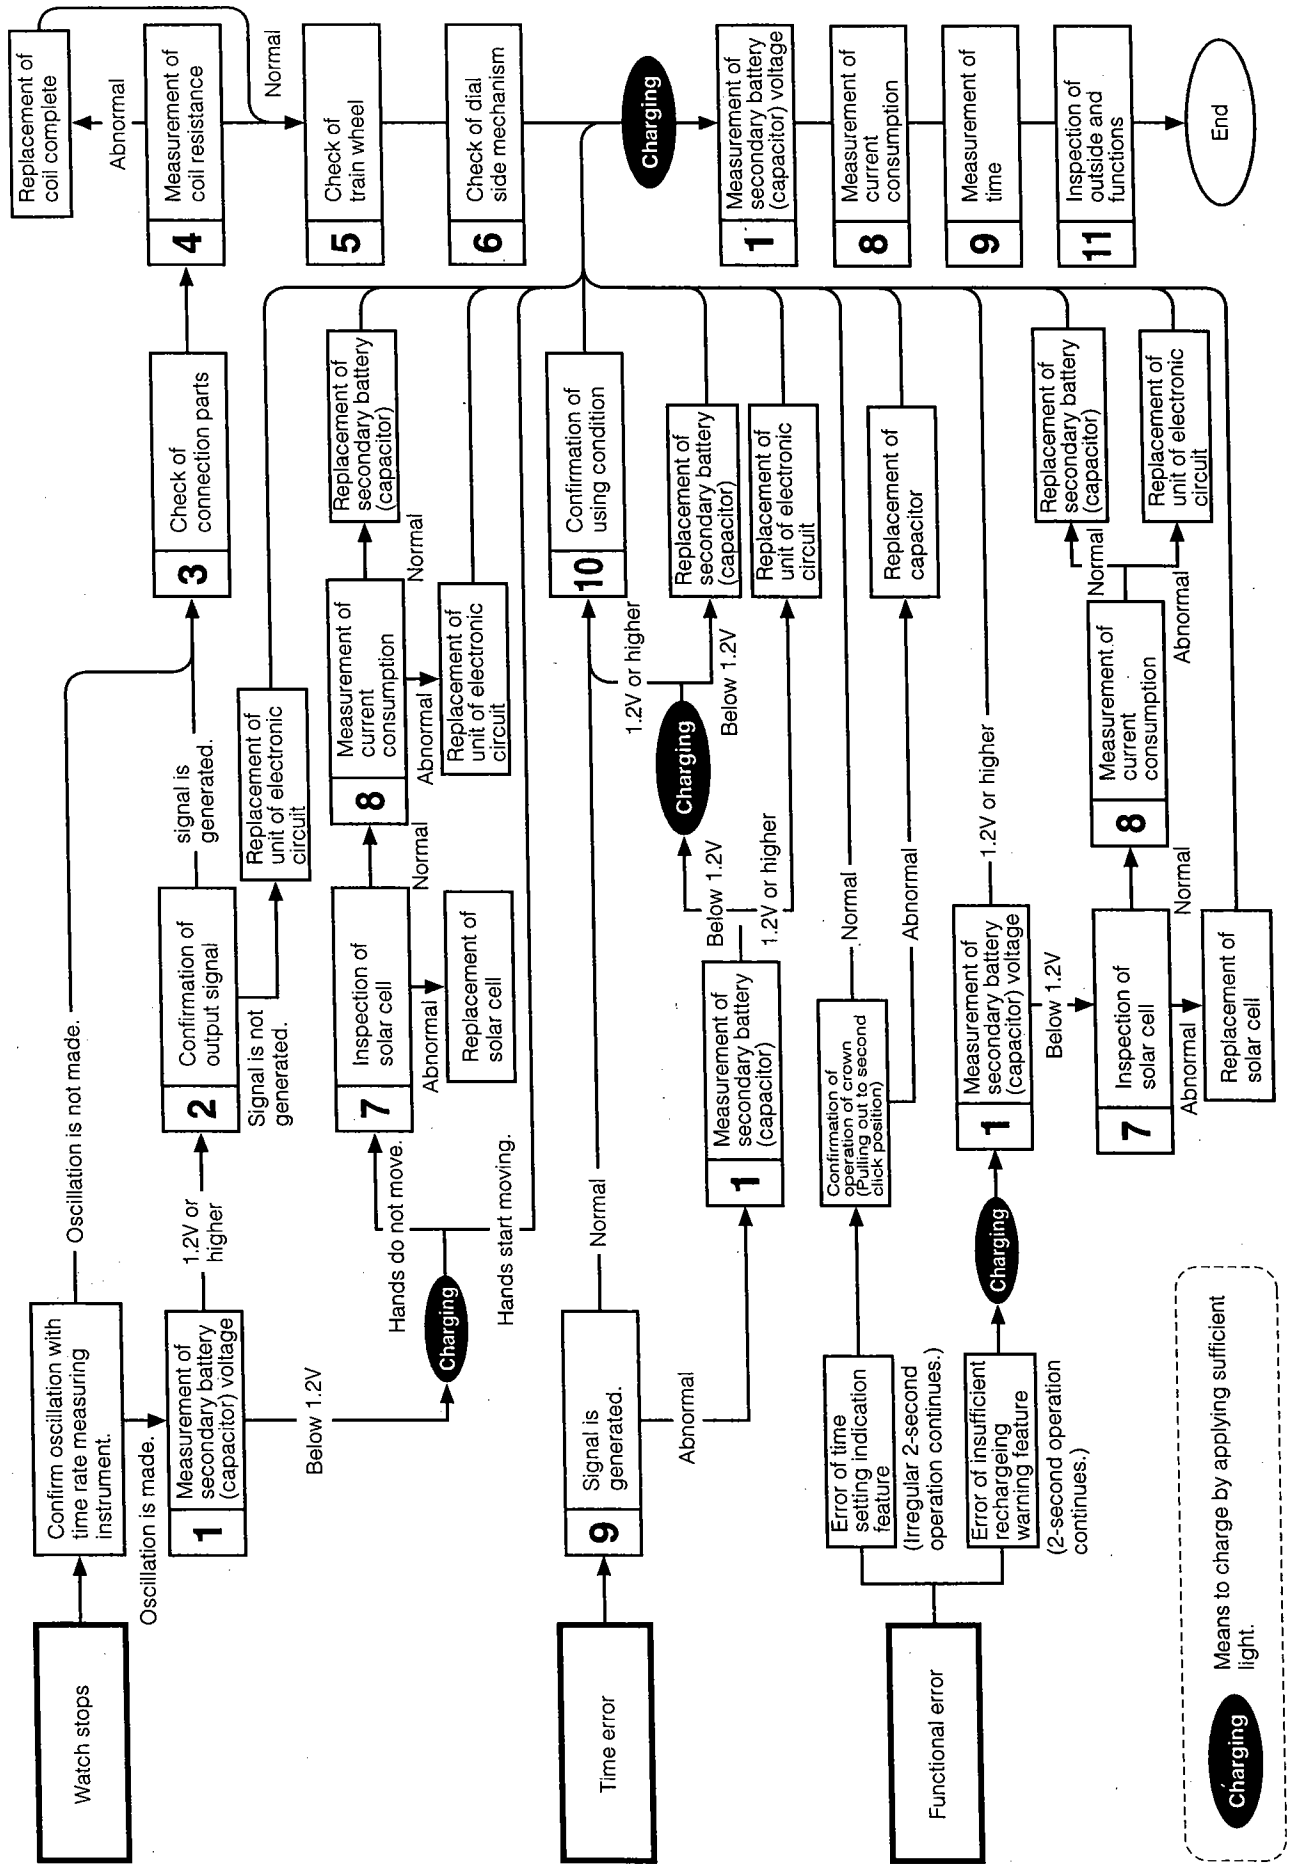 Watch stops
Confirm oscillation with
time rate measuring
instrument.
Oscillation is not made.
Oscillation is made.
1
Measurement of
secondary battery
(capacitor) voltage
1.2V or
higher
Below 1.2V
2
Confirmation of
output signal
signal is
generated.
Signal is not
generated.
Replacement of
unit of electronic
circuit
3
Check of
connection parts
4
Measurement of
coil resistance
Abnormal
Replacement of
coil complete
Normal
5
Check of
train wheel
6
Check of dial
side mechanism
Charging
Hands do not move.
Hands start moving.
7
Inspection of
solar cell
Normal
Abnormal
Replacement of
solar cell
8
Measurement of
current
consumption
Normal
Abnormal
Replacement of
secondary battery
(capacitor)
Replacement of
unit of electronic
circuit
Time error
9
Signal is
generated.
Normal
Abnormal
1
Measurement of
secondary battery
(capacitor)
Below 1.2V
1.2V or higher
Charging
1.2V or higher
Below 1.2V
10
Confirmation of
using condition
Replacement of
secondary battery
(capacitor)
Replacement of
unit of electronic
circuit
Functional error
Error of time
setting indication
feature
(Irregular 2-second
operation continues.)
Confirmation of
operation of crown
(Pulling out to second
click position)
Normal
Abnormal
Replacement of
capacitor
Error of insufficient
rechargeing
warning feature
(2-second operation
continues.)
Charging
1
Measurement of
secondary battery
(capacitor) voltage
1.2V or higher
Below 1.2V
7
Inspection of
solar cell
Normal
Abnormal
Replacement of
solar cell
8
Measurement of
current
consumption
Normal
Abnormal
Replacement of
secondary battery
(capacitor)
Replacement of
unit of electronic
circuit
Charging
1
Measurement of
secondary battery
(capacitor) voltage
8
Measurement of
current
consumption
9
Measurement of
time
11
Inspection of
outside and
functions
End
Charging
Means to charge by applying sufficient
light.